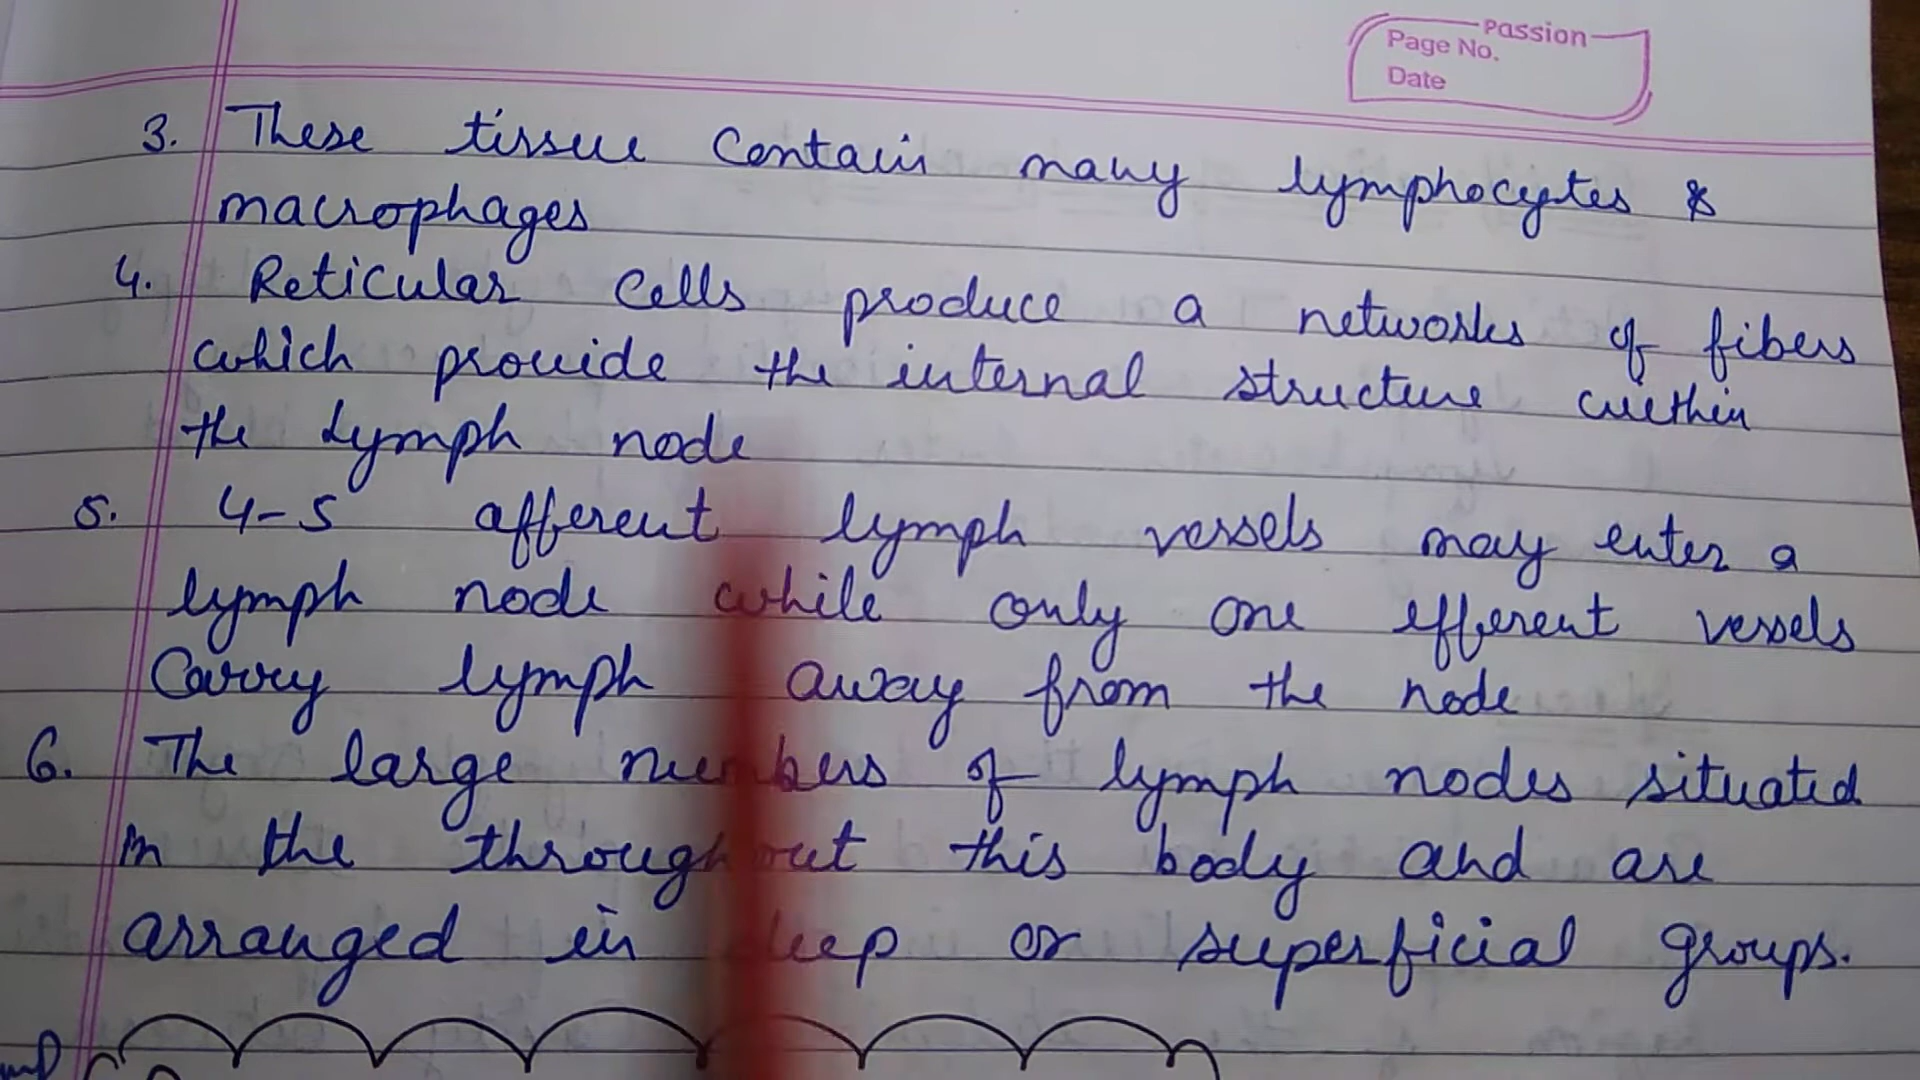 Passion
Page No.
Date
3. These tissue Contain many lymphocytes &
macrophages
4. Reticular Cells produce a networks of fibers
which provide the internal structure within
the Lymph node
5. 4-5 afferent lymph vessels may enter a
lymph node while only one efferent vessels
Carry lymph away from the node
6. The large numbers of lymph nodes situated
in the throughout this body and are
arranged in deep or superficial groups.